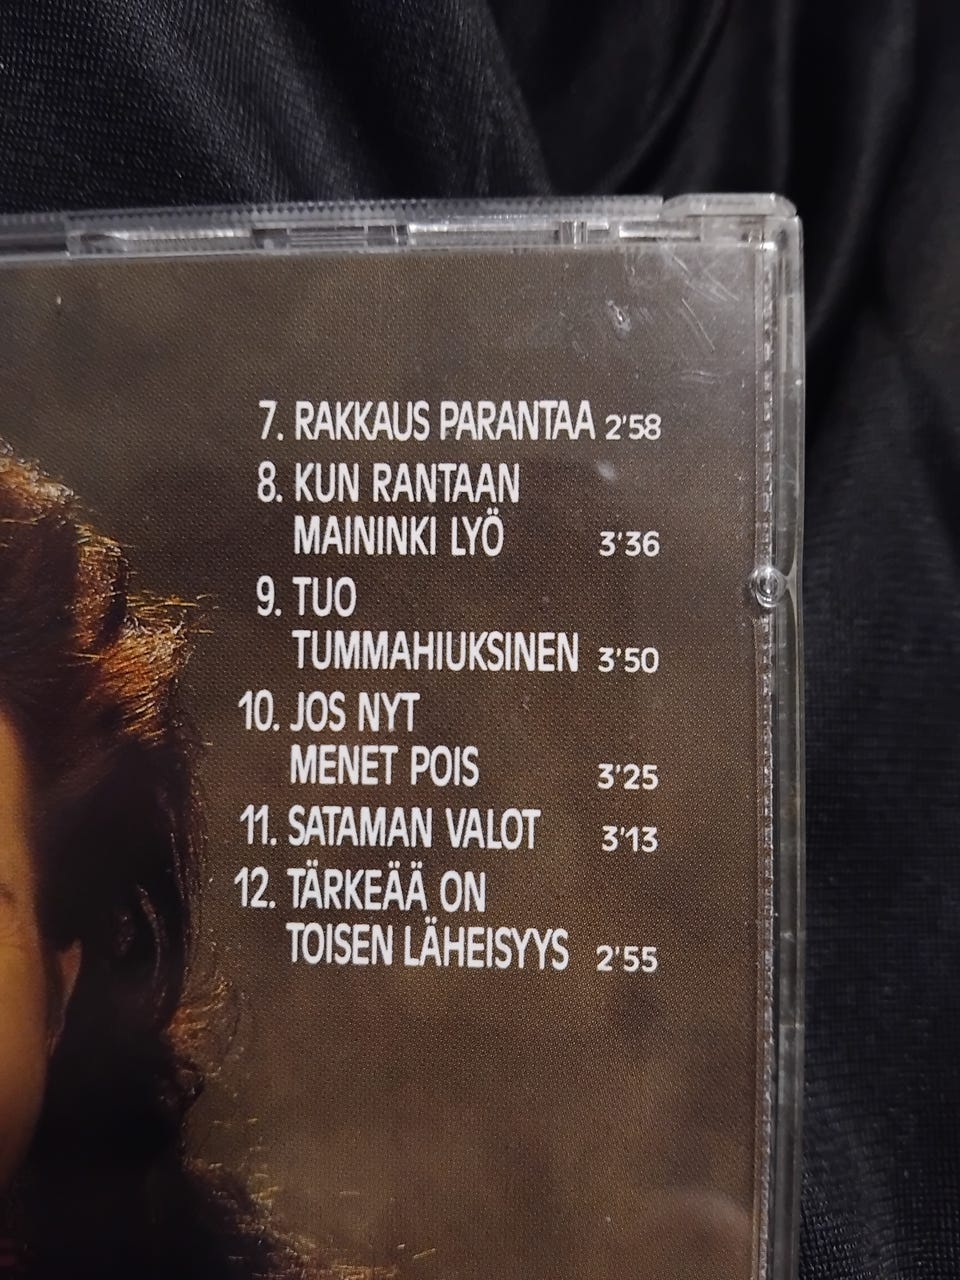 7. RAKKAUS PARANTAA 2'58
8. KUN RANTAAN
MAININKI LYÖ 3'36
9. TUO
TUMMAHIUKSINEN 3'50
10. JOS NYT
MENET POIS 3'25
11. SATAMAN VALOT 3'13
12. TÄRKEÄÄ ON
TOISEN LÄHEISYYS 2'55